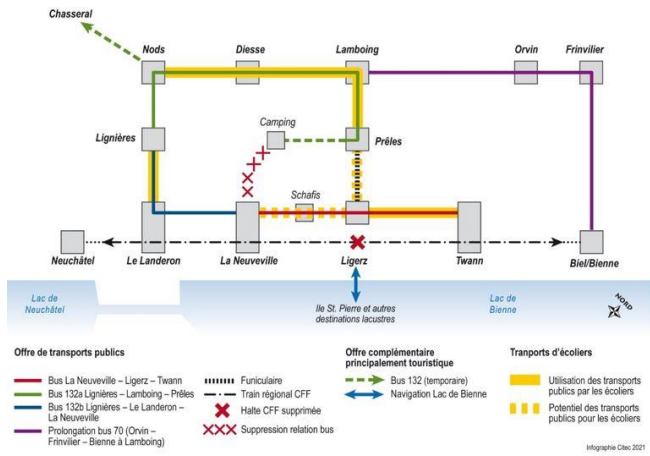 Chasseral
Nods
Diesse
Lamboing
Orvin
Frinvilier
Lignières
Camping
Prêles
Schafis
Neuchâtel
Le Landeron
La Neuveville
Ligerz
Twann
Biel/Bienne
Lac de
Neuchâtel
Ile St. Pierre et autres
destinations lacustres
Lac de
Bienne
NORD
Offre de transports publics
Bus La Neuveville – Ligerz – Twann
Bus 132a Lignières – Lamboing – Prêles
Bus 132b Lignières – Le Landeron –
La Neuveville
Prolongation bus 70 (Orvin –
Frinvilier – Bienne à Lamboing)
Funiculaire
Train régional CFF
Halte CFF supprimée
Suppression relation bus
Offre complémentaire
principalement touristique
Bus 132 (temporaire)
Navigation Lac de Bienne
Tranports d'écoliers
Utilisation des transports
publics par les écoliers
Potentiel des transports
publics pour les écoliers
Infographie Citec 2021